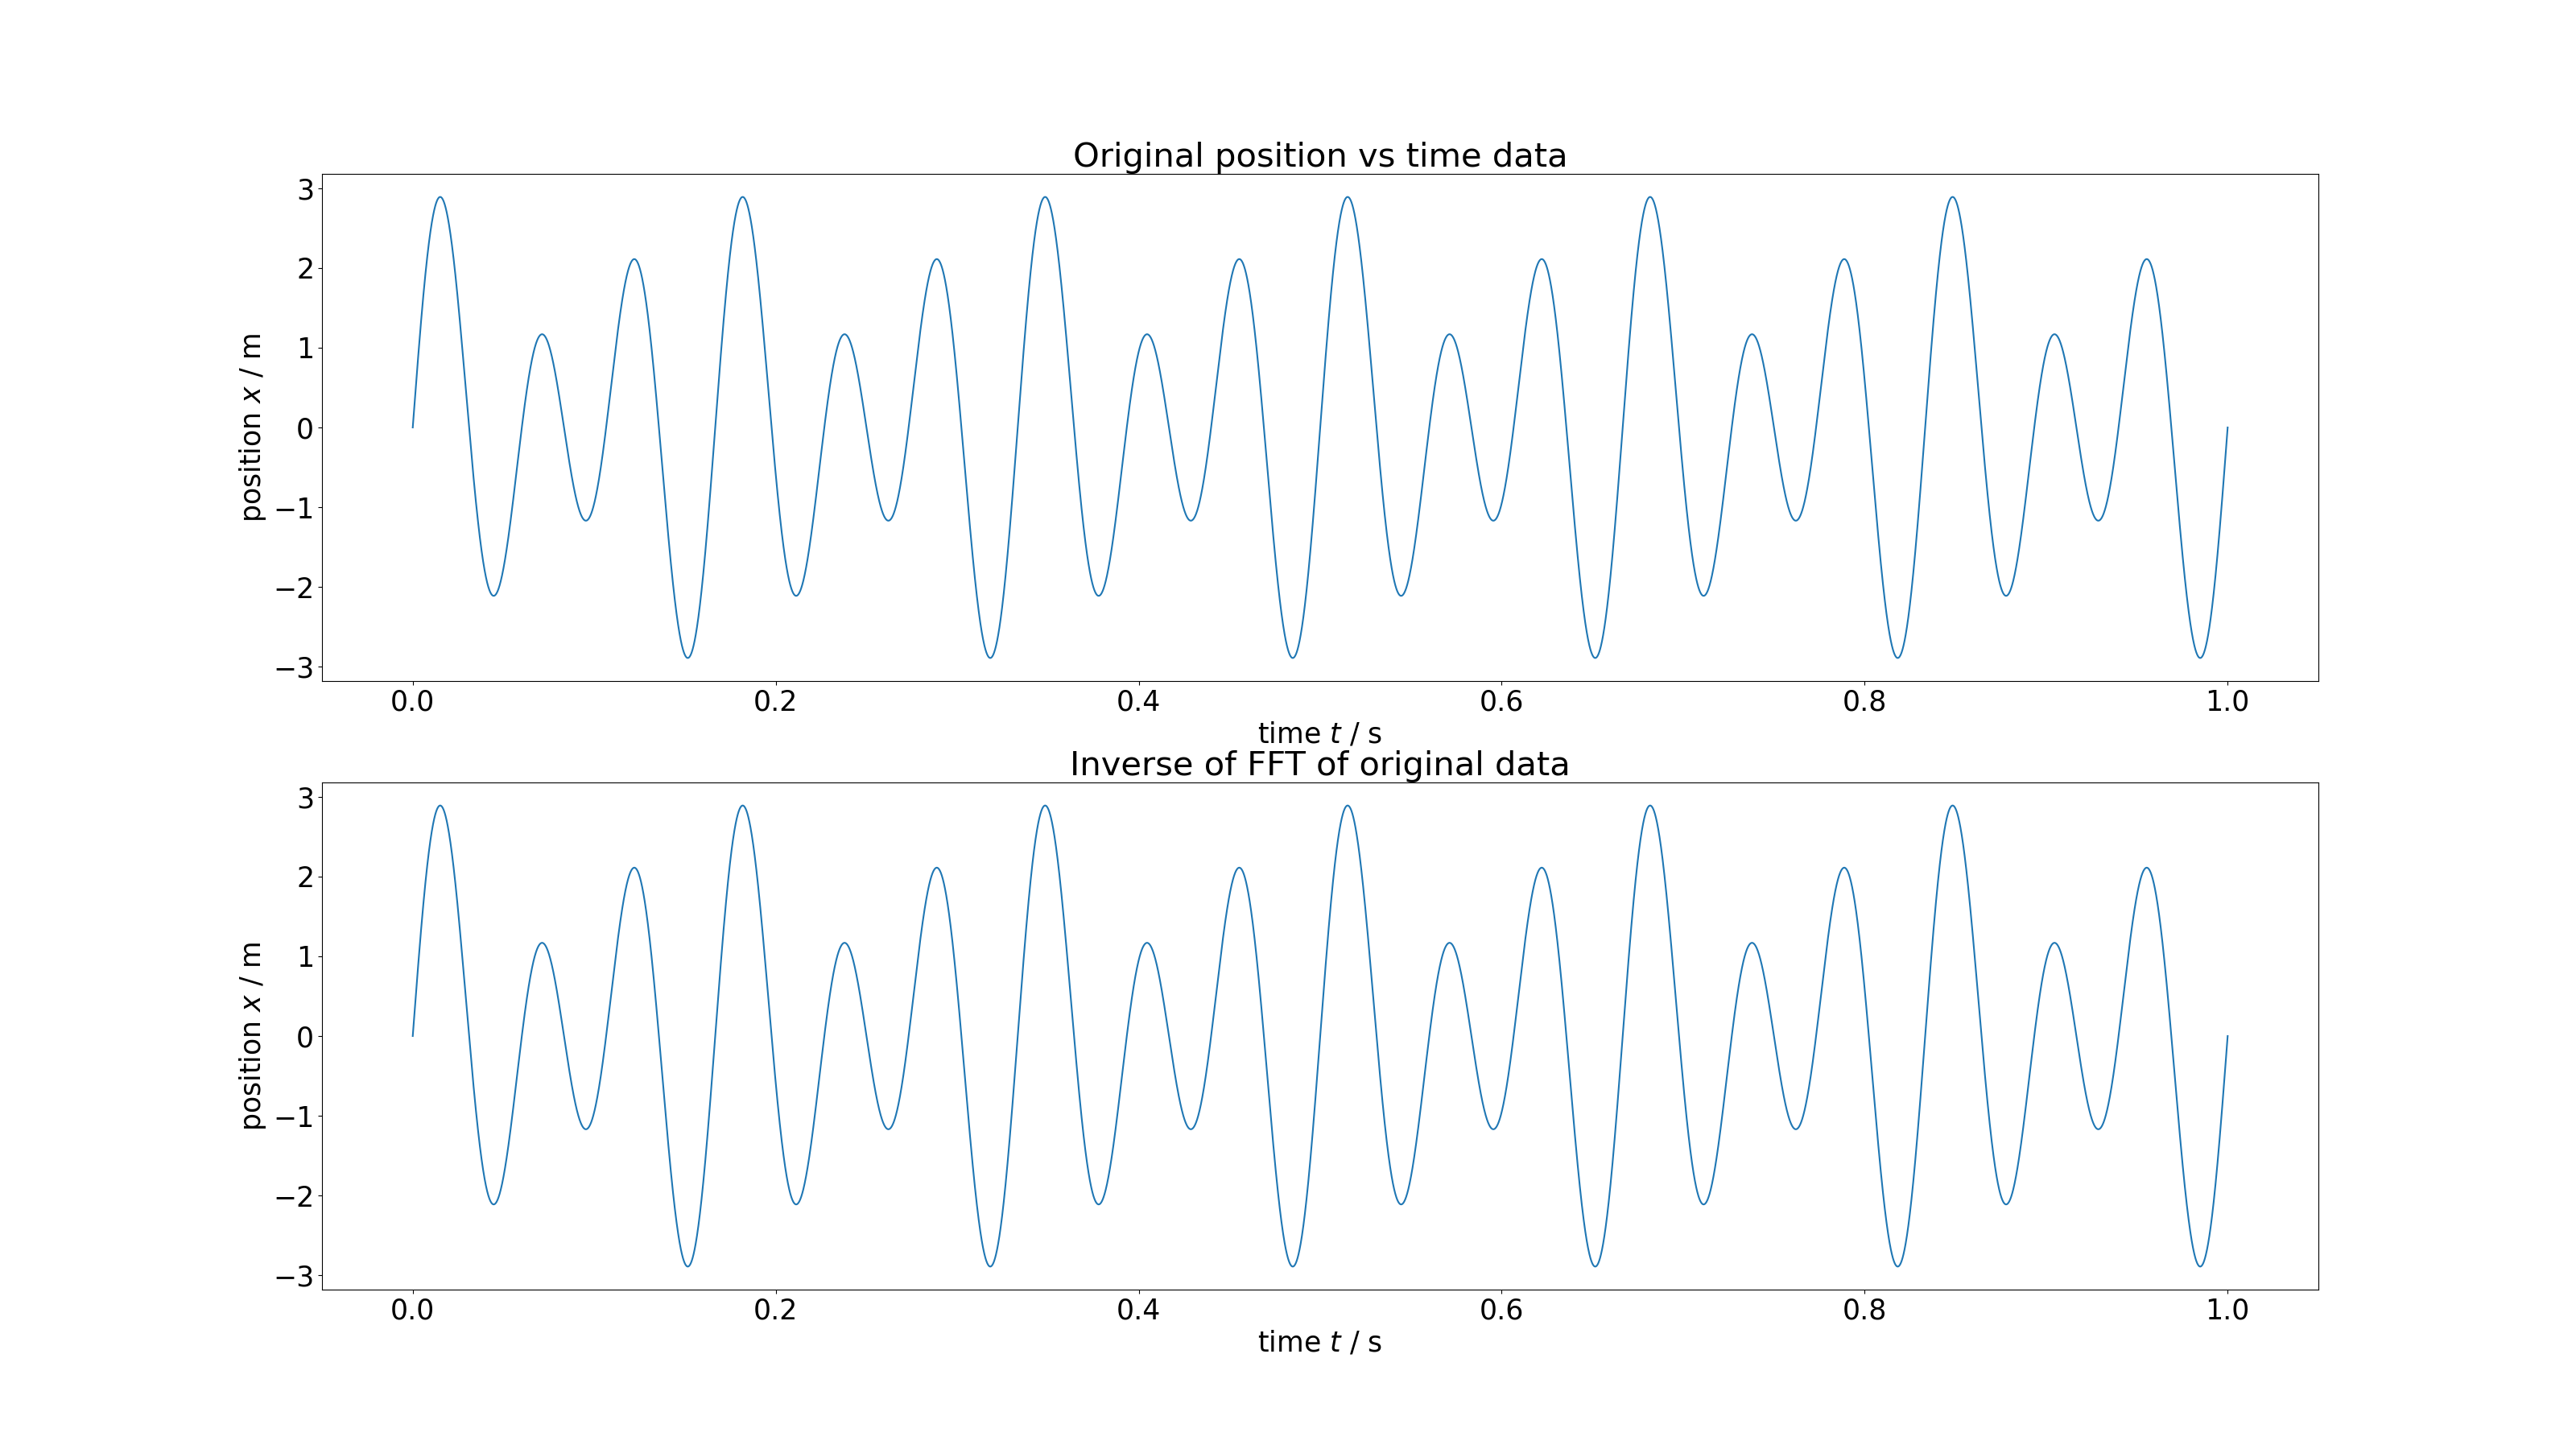 Original position vs time data
3
2
1
0
−1
−2
−3
position x / m
0.0 0.2 0.4 0.6 0.8 1.0
time t / s
Inverse of FFT of original data
3
2
1
0
−1
−2
−3
position x / m
0.0 0.2 0.4 0.6 0.8 1.0
time t / s